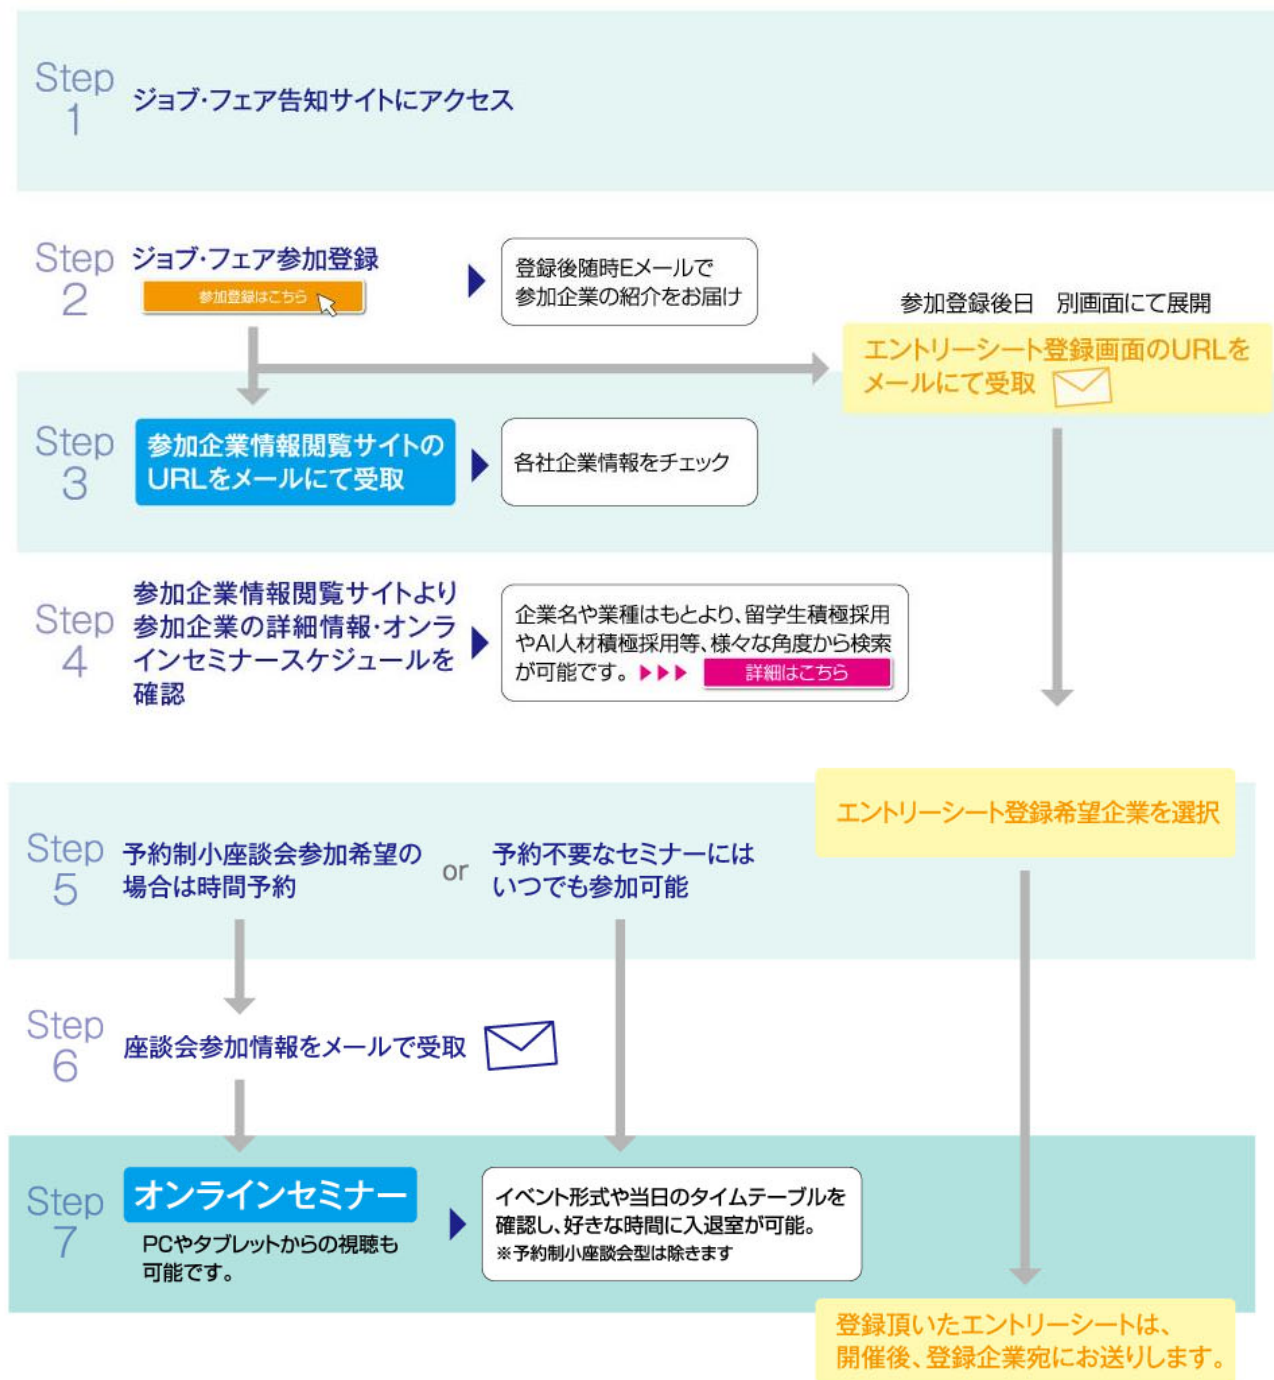 Step
1
ジョブ・フェア告知サイトにアクセス
Step
2
ジョブ・フェア参加登録
参加登録はこちら
登録後随時Eメールで
参加企業の紹介をお届け
参加登録後日　別画面にて展開
エントリーシート登録画面のURLを
メールにて受取
Step
3
参加企業情報閲覧サイトの
URLをメールにて受取
各社企業情報をチェック
Step
4
参加企業情報閲覧サイトより
参加企業の詳細情報・オンラ
インセミナースケジュールを
確認
企業名や業種はもとより、留学生積極採用
やAI人材積極採用等、様々な角度から検索
が可能です。▶▶▶ 詳細はこちら
エントリーシート登録希望企業を選択
Step
5
予約制小座談会参加希望の
場合は時間予約
or
予約不要なセミナーには
いつでも参加可能
Step
6
座談会参加情報をメールで受取
Step
7
オンラインセミナー
PCやタブレットからの視聴も
可能です。
イベント形式や当日のタイムテーブルを
確認し、好きな時間に入退室が可能。
※予約制小座談会型は除きます
登録頂いたエントリーシートは、
開催後、登録企業宛にお送りします。